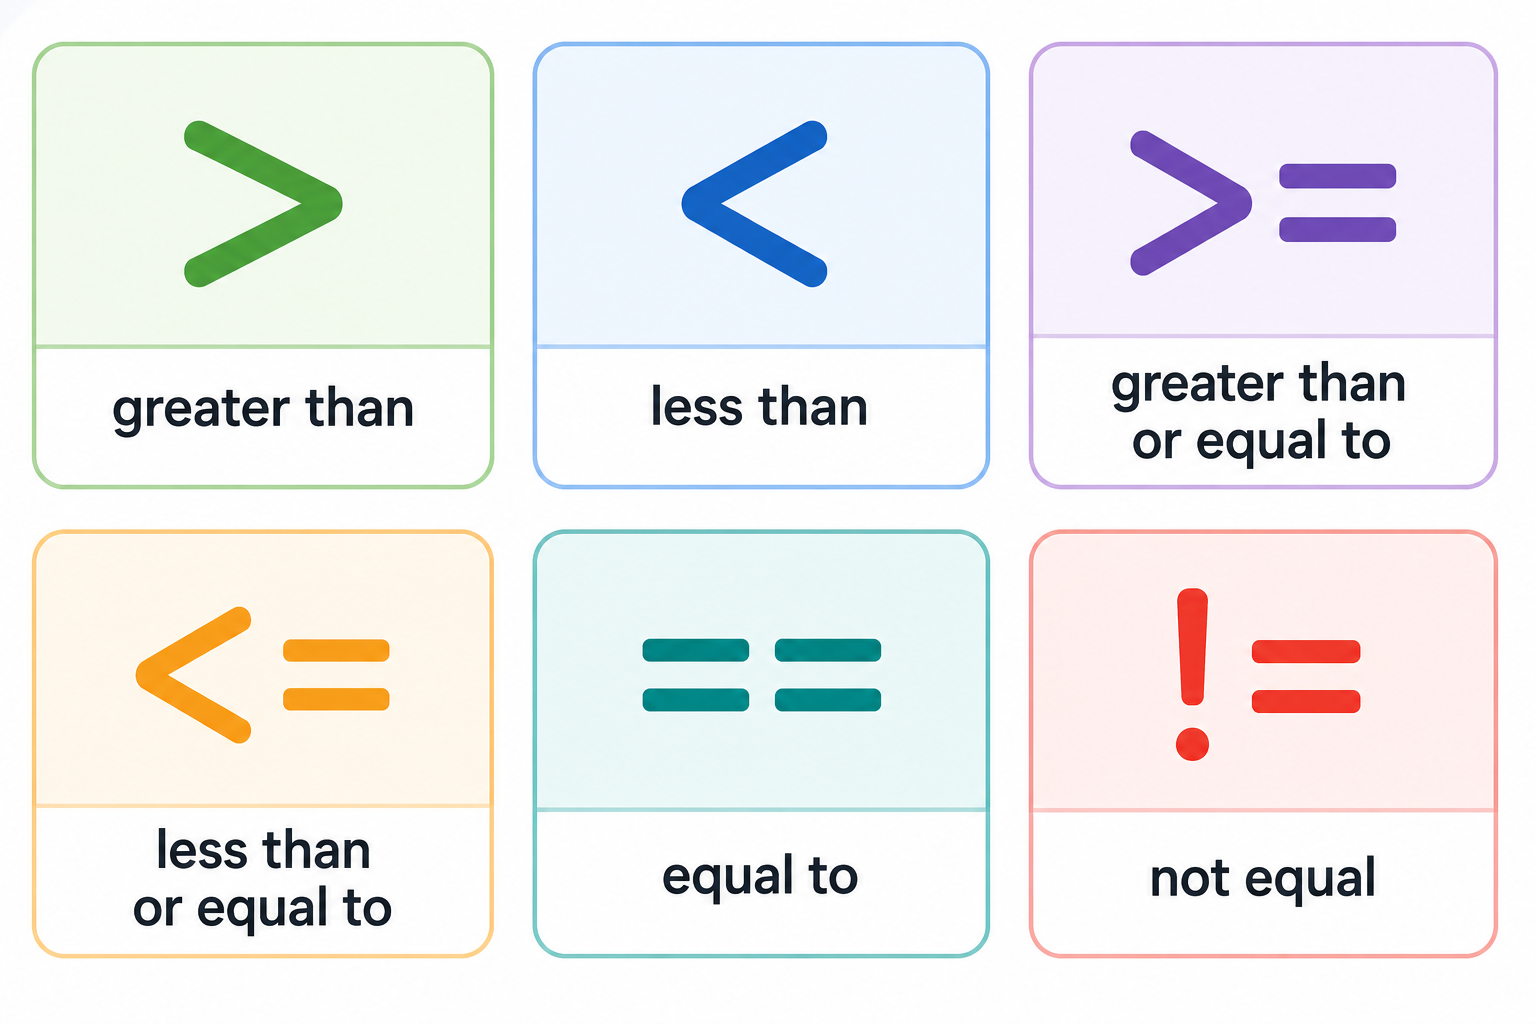 >
<
>=
greater than
less than
greater than
or equal to
<=
==
!=
less than
or equal to
equal to
not equal